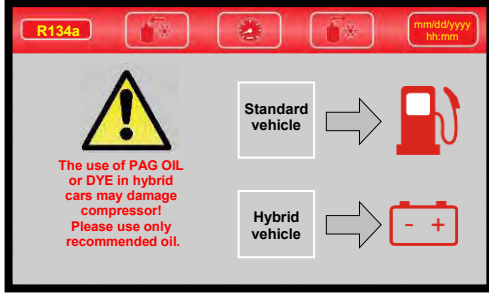 R134a
mm/dd/yyyy
hh:mm
The use of PAG OIL
or DYE in hybrid
cars may damage
compressor!
Please use only
recommended oil.
Standard
vehicle
Hybrid
vehicle
- +